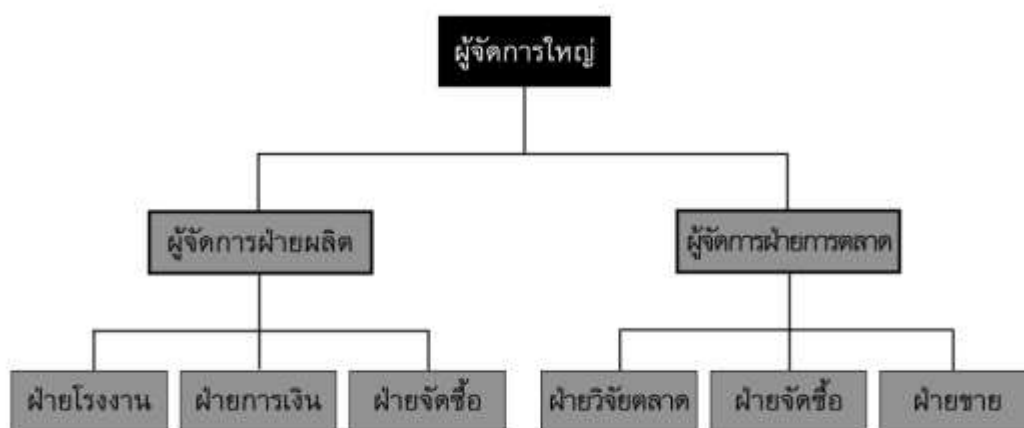 ผู้จัดการใหญ่
ผู้จัดการฝ่ายผลิต
ผู้จัดการฝ่ายการตลาด
ฝ่ายโรงงาน
ฝ่ายการเงิน
ฝ่ายจัดซื้อ
ฝ่ายวิจัยตลาด
ฝ่ายจัดซื้อ
ฝ่ายขาย